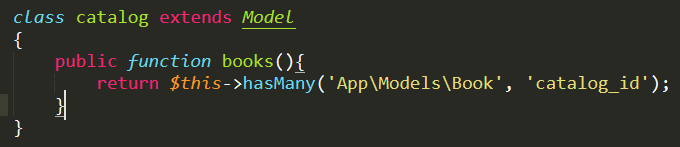 class catalog extends Model
{
    public function books(){
        return $this->hasMany('App\Models\Book', 'catalog_id');
    }
}